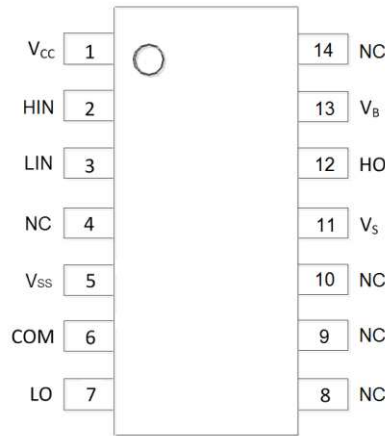 VCC 1 14 NC
HIN 2 13 VB
LIN 3 12 HO
NC 4 11 VS
VSS 5 10 NC
COM 6 9 NC
LO 7 8 NC